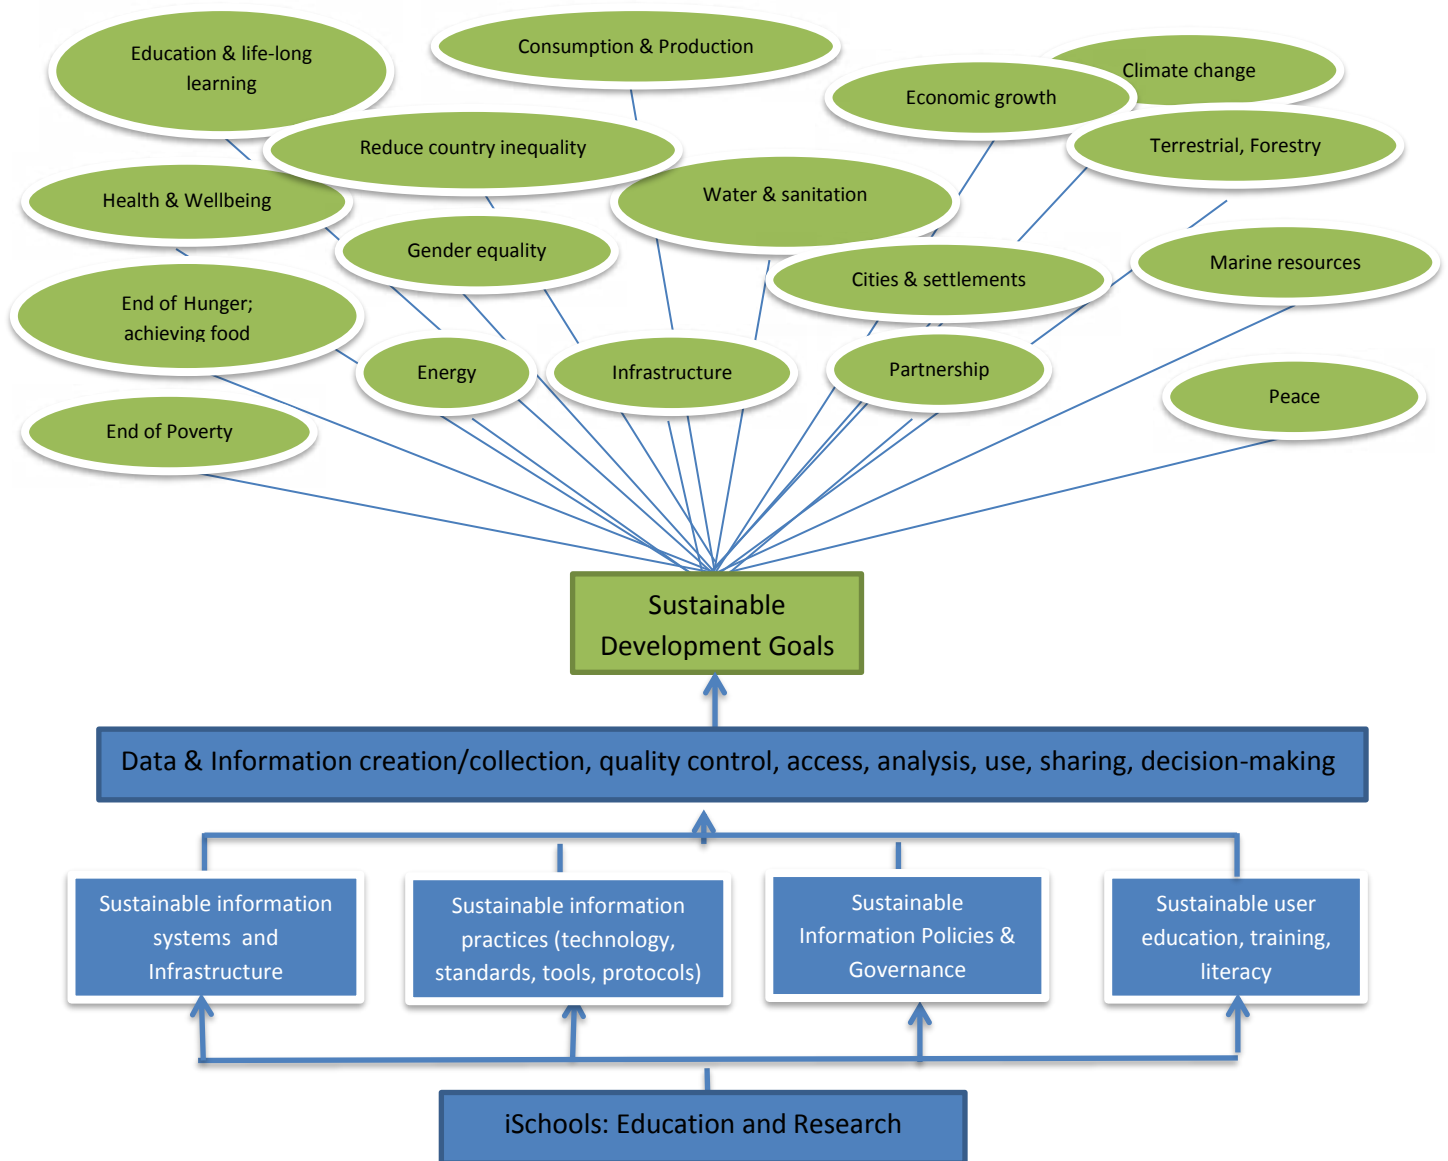 Education & life-long
learning
Consumption & Production
Climate change
Economic growth
Reduce country inequality
Terrestrial, Forestry
Health & Wellbeing
Water & sanitation
Gender equality
Marine resources
Cities & settlements
End of Hunger;
achieving food
Energy
Infrastructure
Partnership
Peace
End of Poverty
Sustainable
Development Goals
Data & Information creation/collection, quality control, access, analysis, use, sharing, decision-making
Sustainable information
systems and
Infrastructure
Sustainable information
practices (technology,
standards, tools, protocols)
Sustainable
Information Policies &
Governance
Sustainable user
education, training,
literacy
iSchools: Education and Research